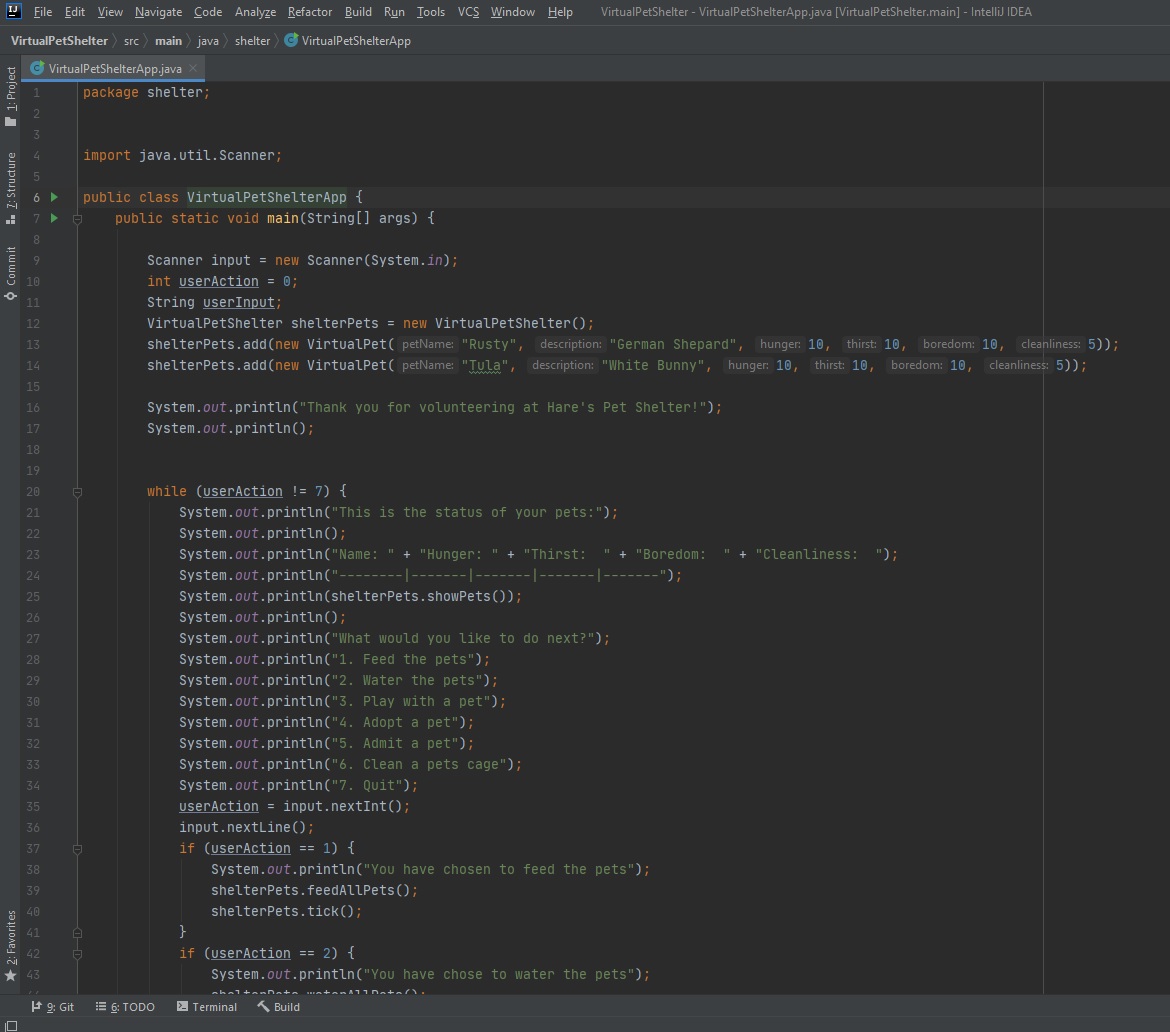 File Edit View Navigate Code Analyze Refactor Build Run Tools VCS Window Help VirtualPetShelter - VirtualPetShelterApp.java [VirtualPetShelter.main] - IntelliJ IDEA
VirtualPetShelter src main java shelter VirtualPetShelterApp
VirtualPetShelterApp.java
1: Project
7: Structure
Commit
2: Favorites
1 package shelter;
2
3
4 import java.util.Scanner;
5
6 public class VirtualPetShelterApp {
7 public static void main(String[] args) {
8
9 Scanner input = new Scanner(System.in);
10 int userAction = 0;
11 String userInput;
12 VirtualPetShelter shelterPets = new VirtualPetShelter();
13 shelterPets.add(new VirtualPet( petName: "Rusty", description: "German Shepard", hunger: 10, thirst: 10, boredom: 10, cleanliness: 5));
14 shelterPets.add(new VirtualPet( petName: "Tula", description: "White Bunny", hunger: 10, thirst: 10, boredom: 10, cleanliness: 5));
15
16 System.out.println("Thank you for volunteering at Hare's Pet Shelter!");
17 System.out.println();
18
19
20 while (userAction != 7) {
21 System.out.println("This is the status of your pets:");
22 System.out.println();
23 System.out.println("Name: " + "Hunger: " + "Thirst:  " + "Boredom:  " + "Cleanliness:  ");
24 System.out.println("--------|-------|-------|-------|-------");
25 System.out.println(shelterPets.showPets());
26 System.out.println();
27 System.out.println("What would you like to do next?");
28 System.out.println("1. Feed the pets");
29 System.out.println("2. Water the pets");
30 System.out.println("3. Play with a pet");
31 System.out.println("4. Adopt a pet");
32 System.out.println("5. Admit a pet");
33 System.out.println("6. Clean a pets cage");
34 System.out.println("7. Quit");
35 userAction = input.nextInt();
36 input.nextLine();
37 if (userAction == 1) {
38 System.out.println("You have chosen to feed the pets");
39 shelterPets.feedAllPets();
40 shelterPets.tick();
41 }
42 if (userAction == 2) {
43 System.out.println("You have chose to water the pets");
9: Git 6: TODO Terminal Build